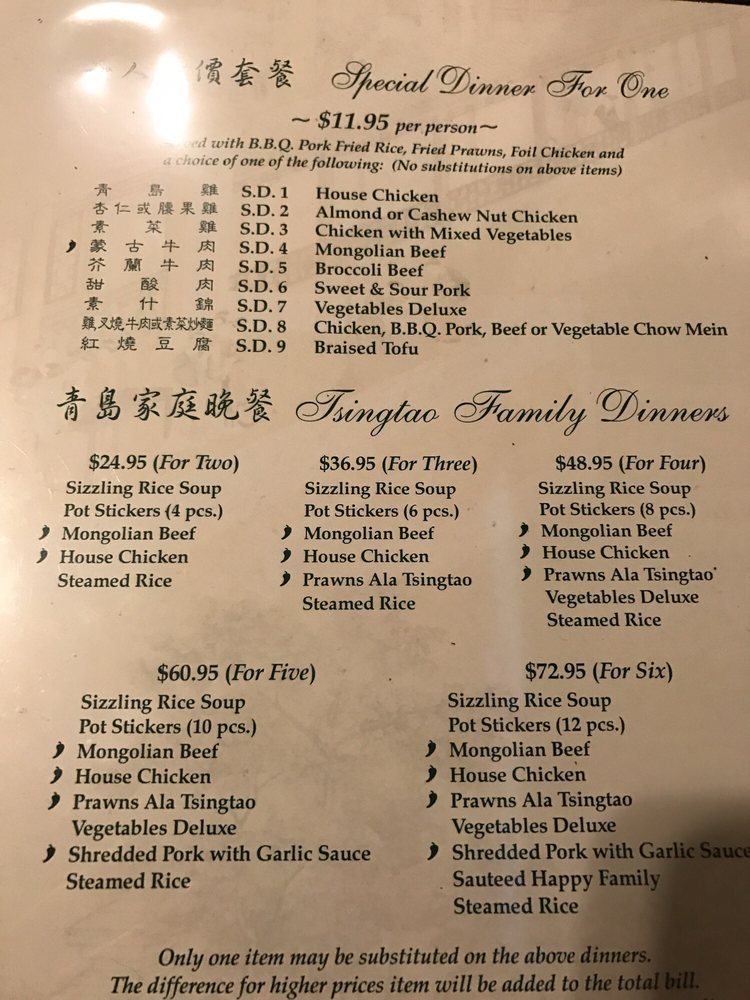 人 價套餐 Special Dinner For One
~ $11.95 per person~
with B.B.Q. Pork Fried Rice, Fried Prawns, Foil Chicken and
a choice of one of the following: (No substitutions on above items)
青島雞 S.D. 1 House Chicken
杏仁或腰果雞 S.D. 2 Almond or Cashew Nut Chicken
素菜雞 S.D. 3 Chicken with Mixed Vegetables
蒙古牛肉 S.D. 4 Mongolian Beef
芥蘭牛肉 S.D. 5 Broccoli Beef
甜酸肉 S.D. 6 Sweet & Sour Pork
素什錦 S.D. 7 Vegetables Deluxe
雞叉燒牛肉或素菜炒麵 S.D. 8 Chicken, B.B.Q. Pork, Beef or Vegetable Chow Mein
紅燒豆腐 S.D. 9 Braised Tofu
青島家庭晚餐 Tsingtao Family Dinners
$24.95 (For Two)
Sizzling Rice Soup
Pot Stickers (4 pcs.)
Mongolian Beef
House Chicken
Steamed Rice
$36.95 (For Three)
Sizzling Rice Soup
Pot Stickers (6 pcs.)
Mongolian Beef
House Chicken
Prawns Ala Tsingtao
Steamed Rice
$48.95 (For Four)
Sizzling Rice Soup
Pot Stickers (8 pcs.)
Mongolian Beef
House Chicken
Prawns Ala Tsingtao
Vegetables Deluxe
Steamed Rice
$60.95 (For Five)
Sizzling Rice Soup
Pot Stickers (10 pcs.)
Mongolian Beef
House Chicken
Prawns Ala Tsingtao
Vegetables Deluxe
Shredded Pork with Garlic Sauce
Steamed Rice
$72.95 (For Six)
Sizzling Rice Soup
Pot Stickers (12 pcs.)
Mongolian Beef
House Chicken
Prawns Ala Tsingtao
Vegetables Deluxe
Shredded Pork with Garlic Sauce
Sauteed Happy Family
Steamed Rice
Only one item may be substituted on the above dinners.
The difference for higher prices item will be added to the total bill.